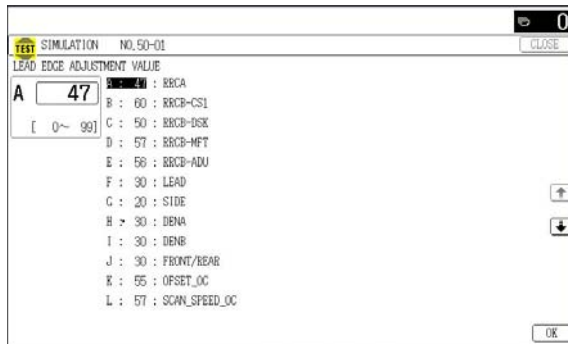 0
TEST SIMULATION NO.50-01 CLOSE
LEAD EDGE ADJUSTMENT VALUE
A 47
[ 0~ 99]
A : 47 : RRCA
B : 60 : RRCB-CS1
C : 50 : RRCB-DSK
D : 57 : RRCB-MFT
E : 56 : RRCB-ADU
F : 30 : LEAD
G : 20 : SIDE
H : 30 : DENA
I : 30 : DENB
J : 30 : FRONT/REAR
K : 55 : OFSET_OC
L : 57 : SCAN_SPEED_OC
OK